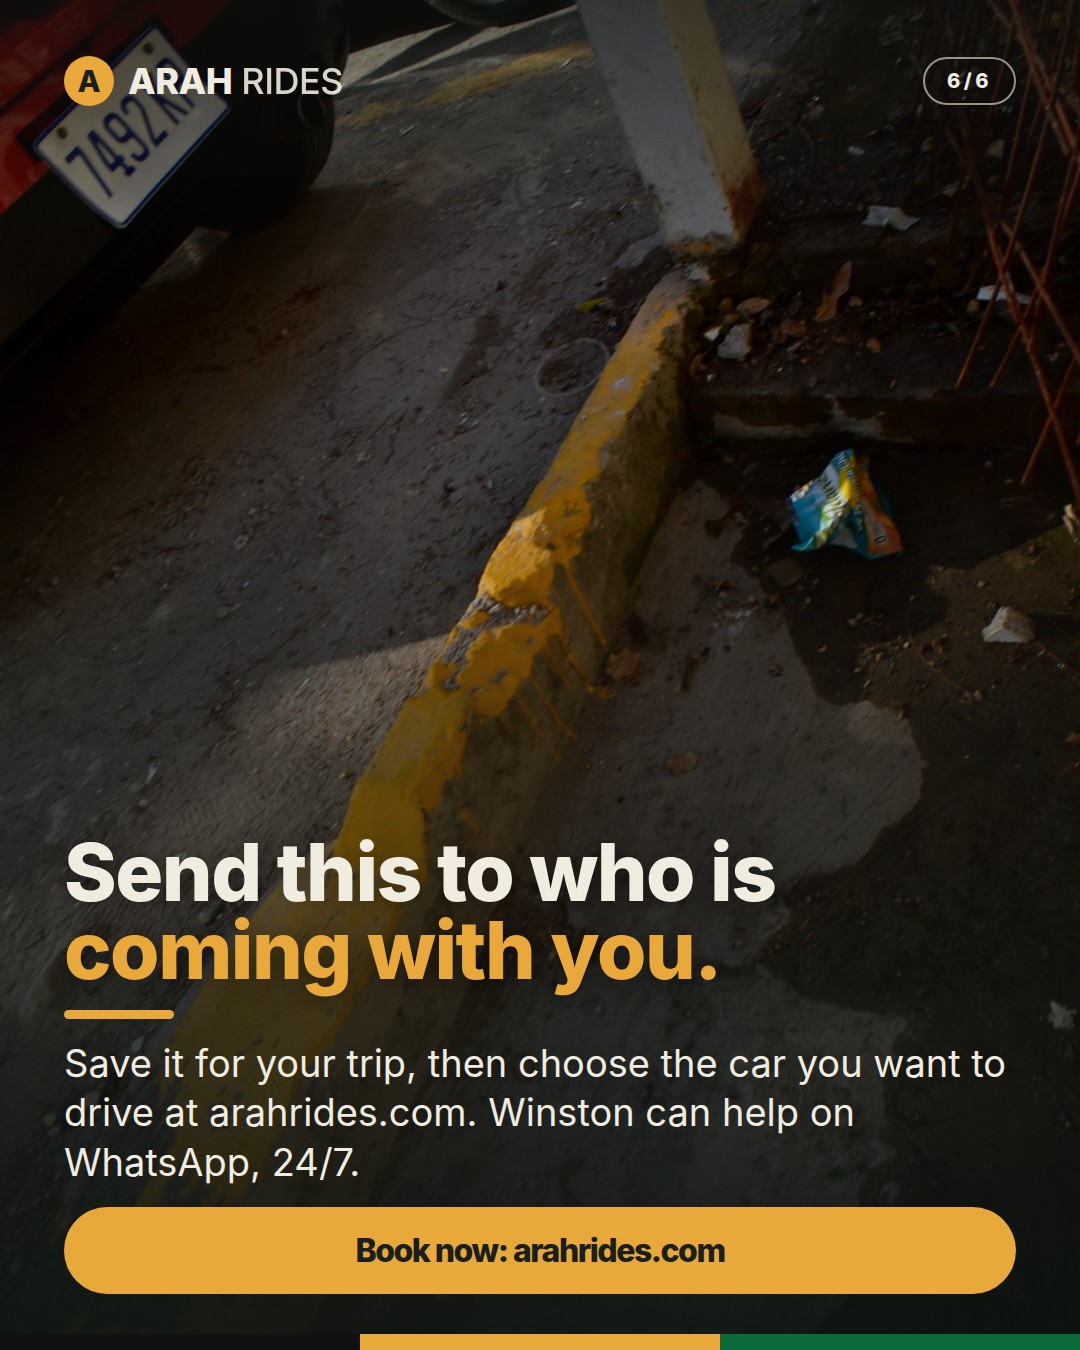 A ARAH RIDES
6/6
7492
Send this to who is
coming with you.
Save it for your trip, then choose the car you want to
drive at arahrides.com. Winston can help on
WhatsApp, 24/7.
Book now: arahrides.com